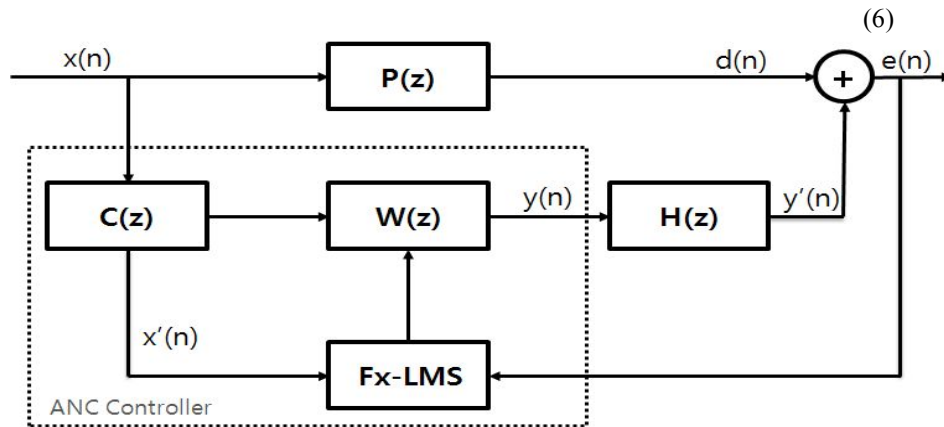 (6)
x(n)
P(z)
d(n)
+
e(n)
C(z)
W(z)
y(n)
H(z)
y'(n)
x'(n)
Fx-LMS
ANC Controller